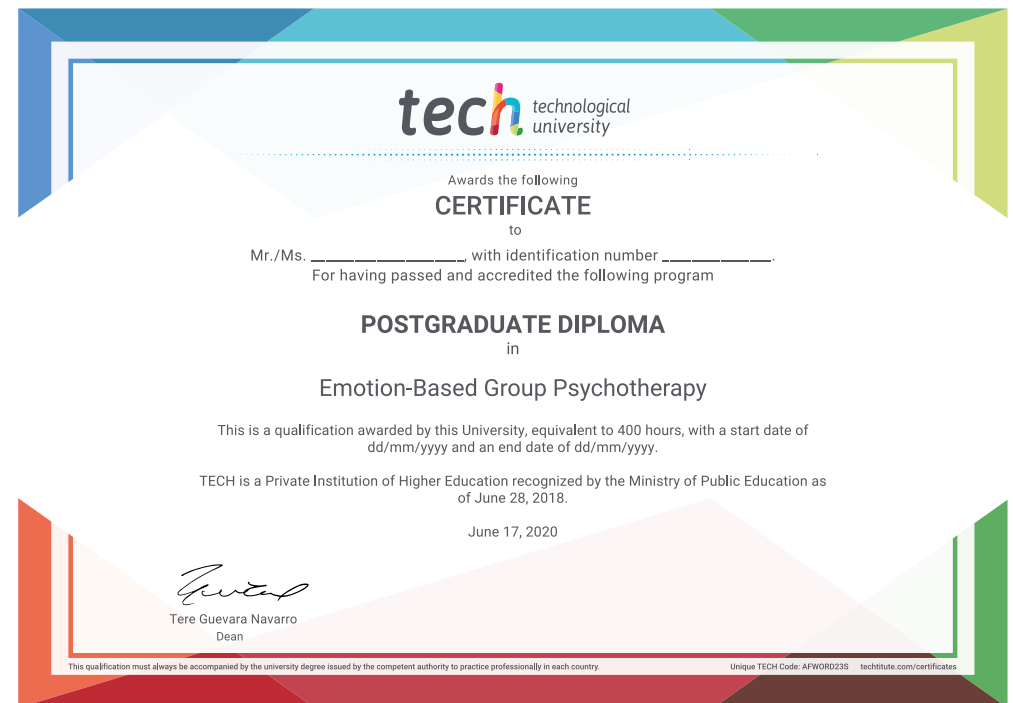 tech technological
university
Awards the following
CERTIFICATE
to
Mr./Ms. ____________________, with identification number ______________.
For having passed and accredited the following program
POSTGRADUATE DIPLOMA
in
Emotion-Based Group Psychotherapy
This is a qualification awarded by this University, equivalent to 400 hours, with a start date of
dd/mm/yyyy and an end date of dd/mm/yyyy.
TECH is a Private Institution of Higher Education recognized by the Ministry of Public Education as
of June 28, 2018.
June 17, 2020
Tere Guevara Navarro
Dean
This qualification must always be accompanied by the university degree issued by the competent authority to practice professionally in each country. Unique TECH Code: AFWORD23S techtitute.com/certificates